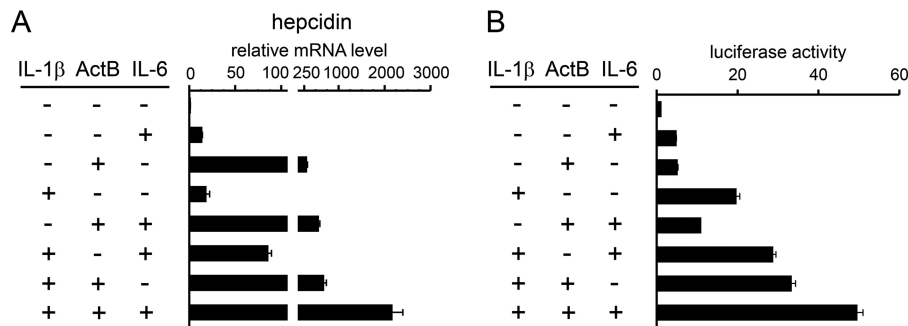 A
hepcidin
relative mRNA level
IL-1β ActB IL-6
0 50 100 250 1000 2000 3000
- - -
- - +
- + -
+ - -
- + +
+ - +
+ + -
+ + +
B
luciferase activity
IL-1β ActB IL-6
0 20 40 60
- - -
- - +
- + -
+ - -
- + +
+ - +
+ + -
+ + +